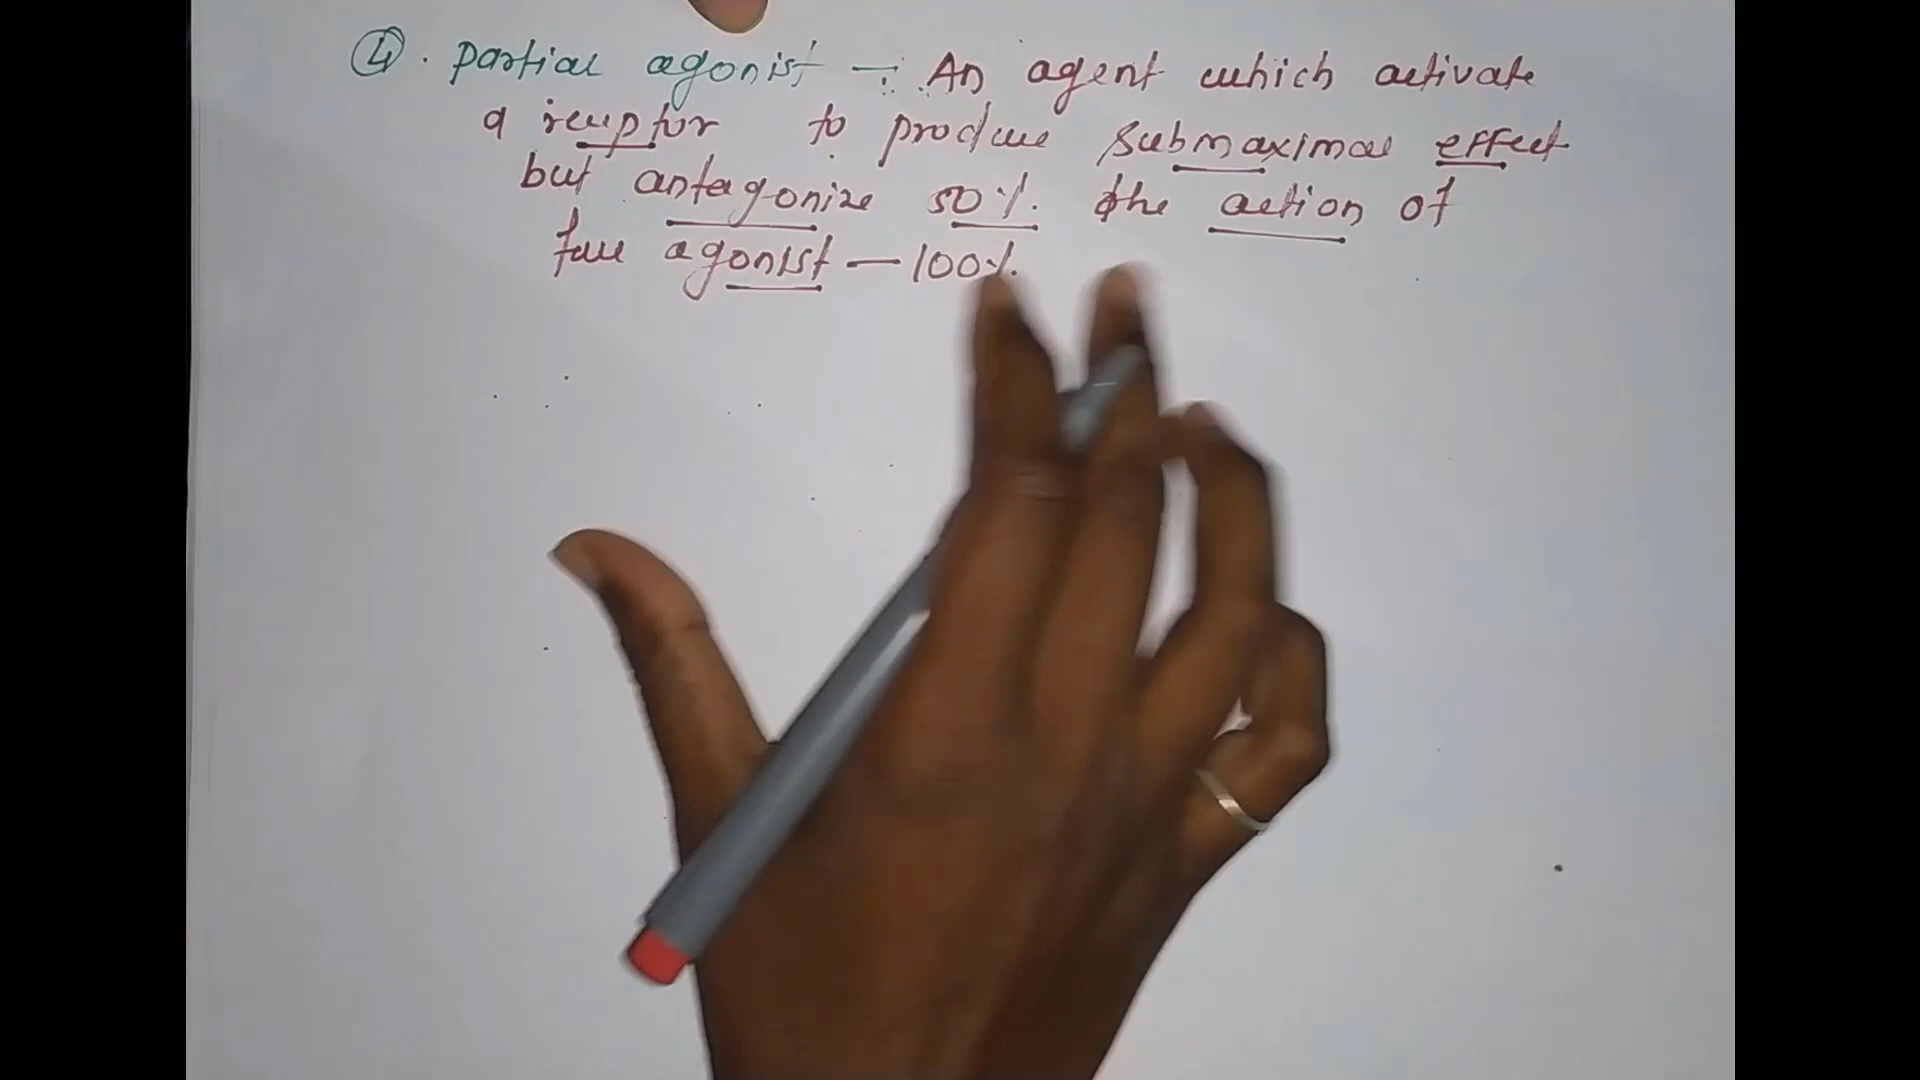 ④. partial agonist - An agent which activate
a receptor to produce submaximal effect
but antagonize 50%. the action of
full agonist - 100%.